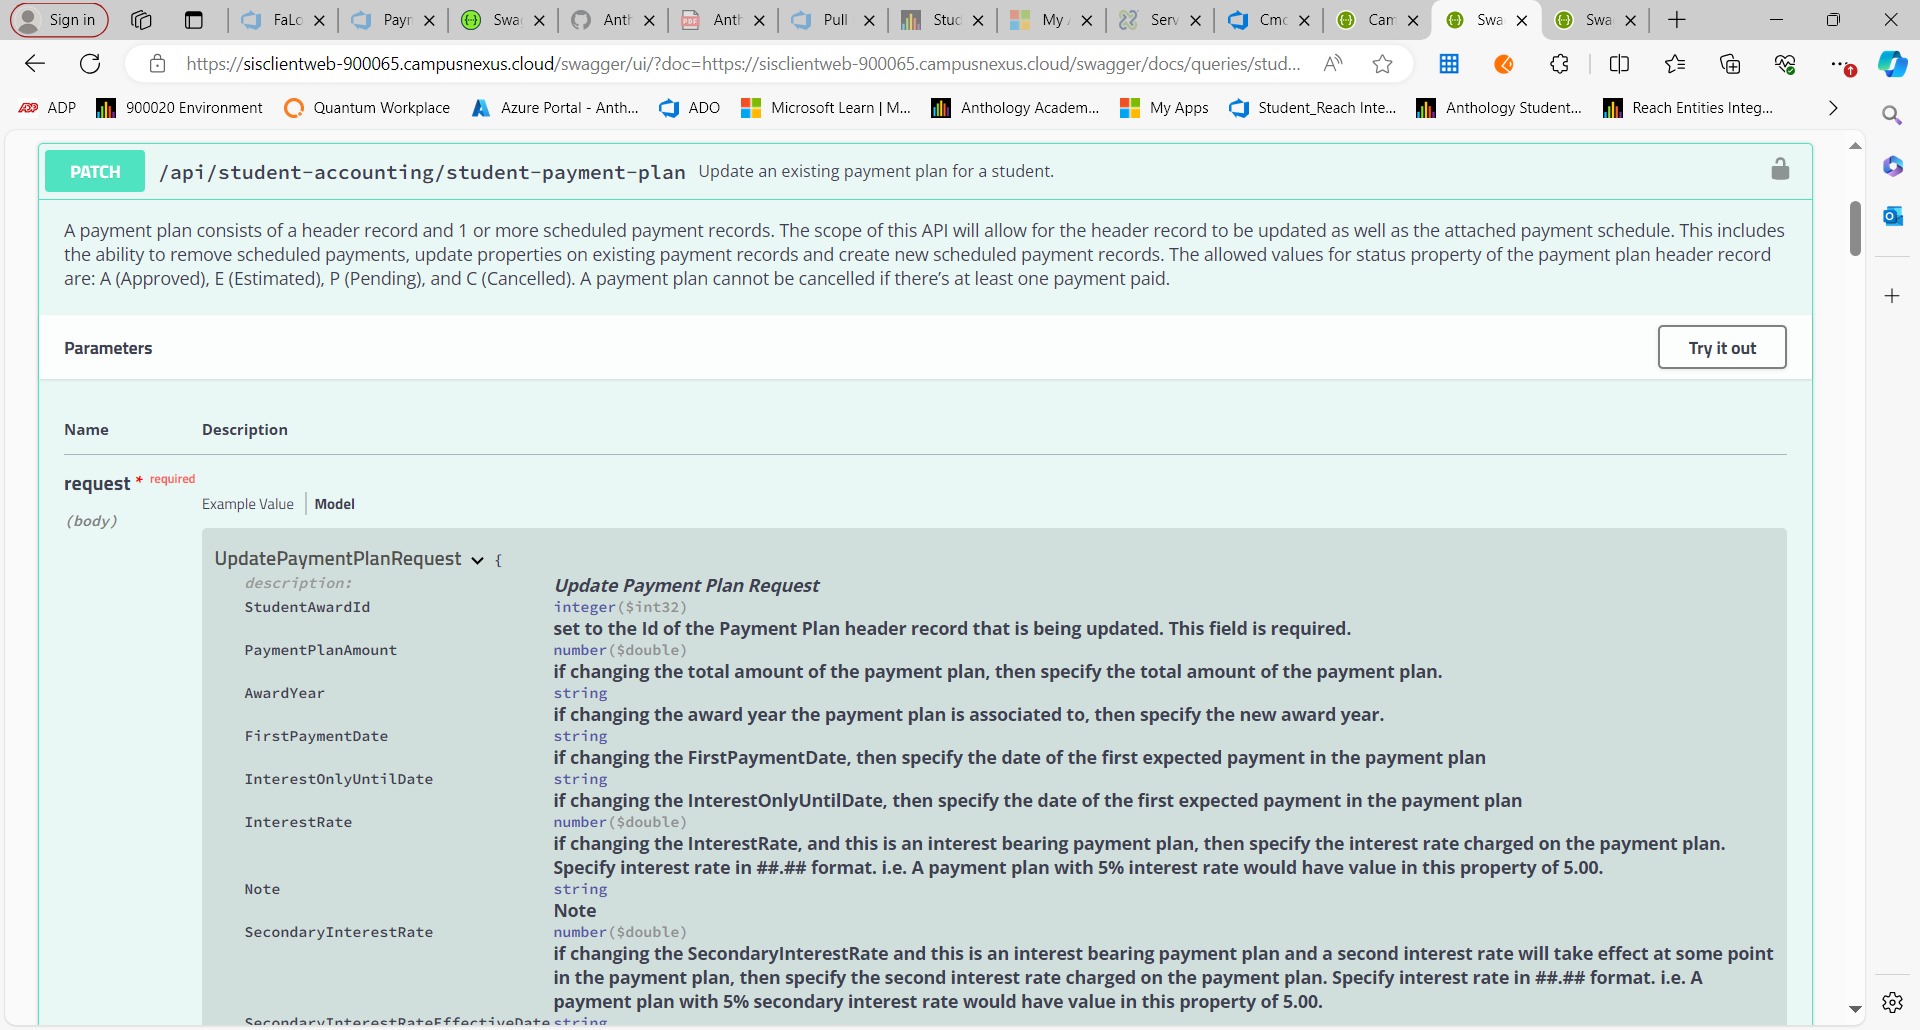 Sign in
FaLo
Payn
Swa
Anth
Anth
Pull
Stud
My A
Serv
Cmc
Cam
Swa
Swa
https://sisclientweb-900065.campusnexus.cloud/swagger/ui/?doc=https://sisclientweb-900065.campusnexus.cloud/swagger/docs/queries/stud...
ADP ADP
900020 Environment
Quantum Workplace
Azure Portal - Anth...
ADO
Microsoft Learn | M...
Anthology Academ...
My Apps
Student_Reach Inte...
Anthology Student...
Reach Entities Integ...
PATCH /api/student-accounting/student-payment-plan Update an existing payment plan for a student.
A payment plan consists of a header record and 1 or more scheduled payment records. The scope of this API will allow for the header record to be updated as well as the attached payment schedule. This includes
the ability to remove scheduled payments, update properties on existing payment records and create new scheduled payment records. The allowed values for status property of the payment plan header record
are: A (Approved), E (Estimated), P (Pending), and C (Cancelled). A payment plan cannot be cancelled if there’s at least one payment paid.
Parameters
Try it out
Name Description
request * required
(body)
Example Value Model
UpdatePaymentPlanRequest {
description: Update Payment Plan Request
StudentAwardId integer($int32)
set to the Id of the Payment Plan header record that is being updated. This field is required.
PaymentPlanAmount number($double)
if changing the total amount of the payment plan, then specify the total amount of the payment plan.
AwardYear string
if changing the award year the payment plan is associated to, then specify the new award year.
FirstPaymentDate string
if changing the FirstPaymentDate, then specify the date of the first expected payment in the payment plan
InterestOnlyUntilDate string
if changing the InterestOnlyUntilDate, then specify the date of the first expected payment in the payment plan
InterestRate number($double)
if changing the InterestRate, and this is an interest bearing payment plan, then specify the interest rate charged on the payment plan.
Specify interest rate in ##.## format. i.e. A payment plan with 5% interest rate would have value in this property of 5.00.
Note string
Note
SecondaryInterestRate number($double)
if changing the SecondaryInterestRate and this is an interest bearing payment plan and a second interest rate will take effect at some point
in the payment plan, then specify the second interest rate charged on the payment plan. Specify interest rate in ##.## format. i.e. A
payment plan with 5% secondary interest rate would have value in this property of 5.00.
SecondaryInterestRateEffectiveDate string